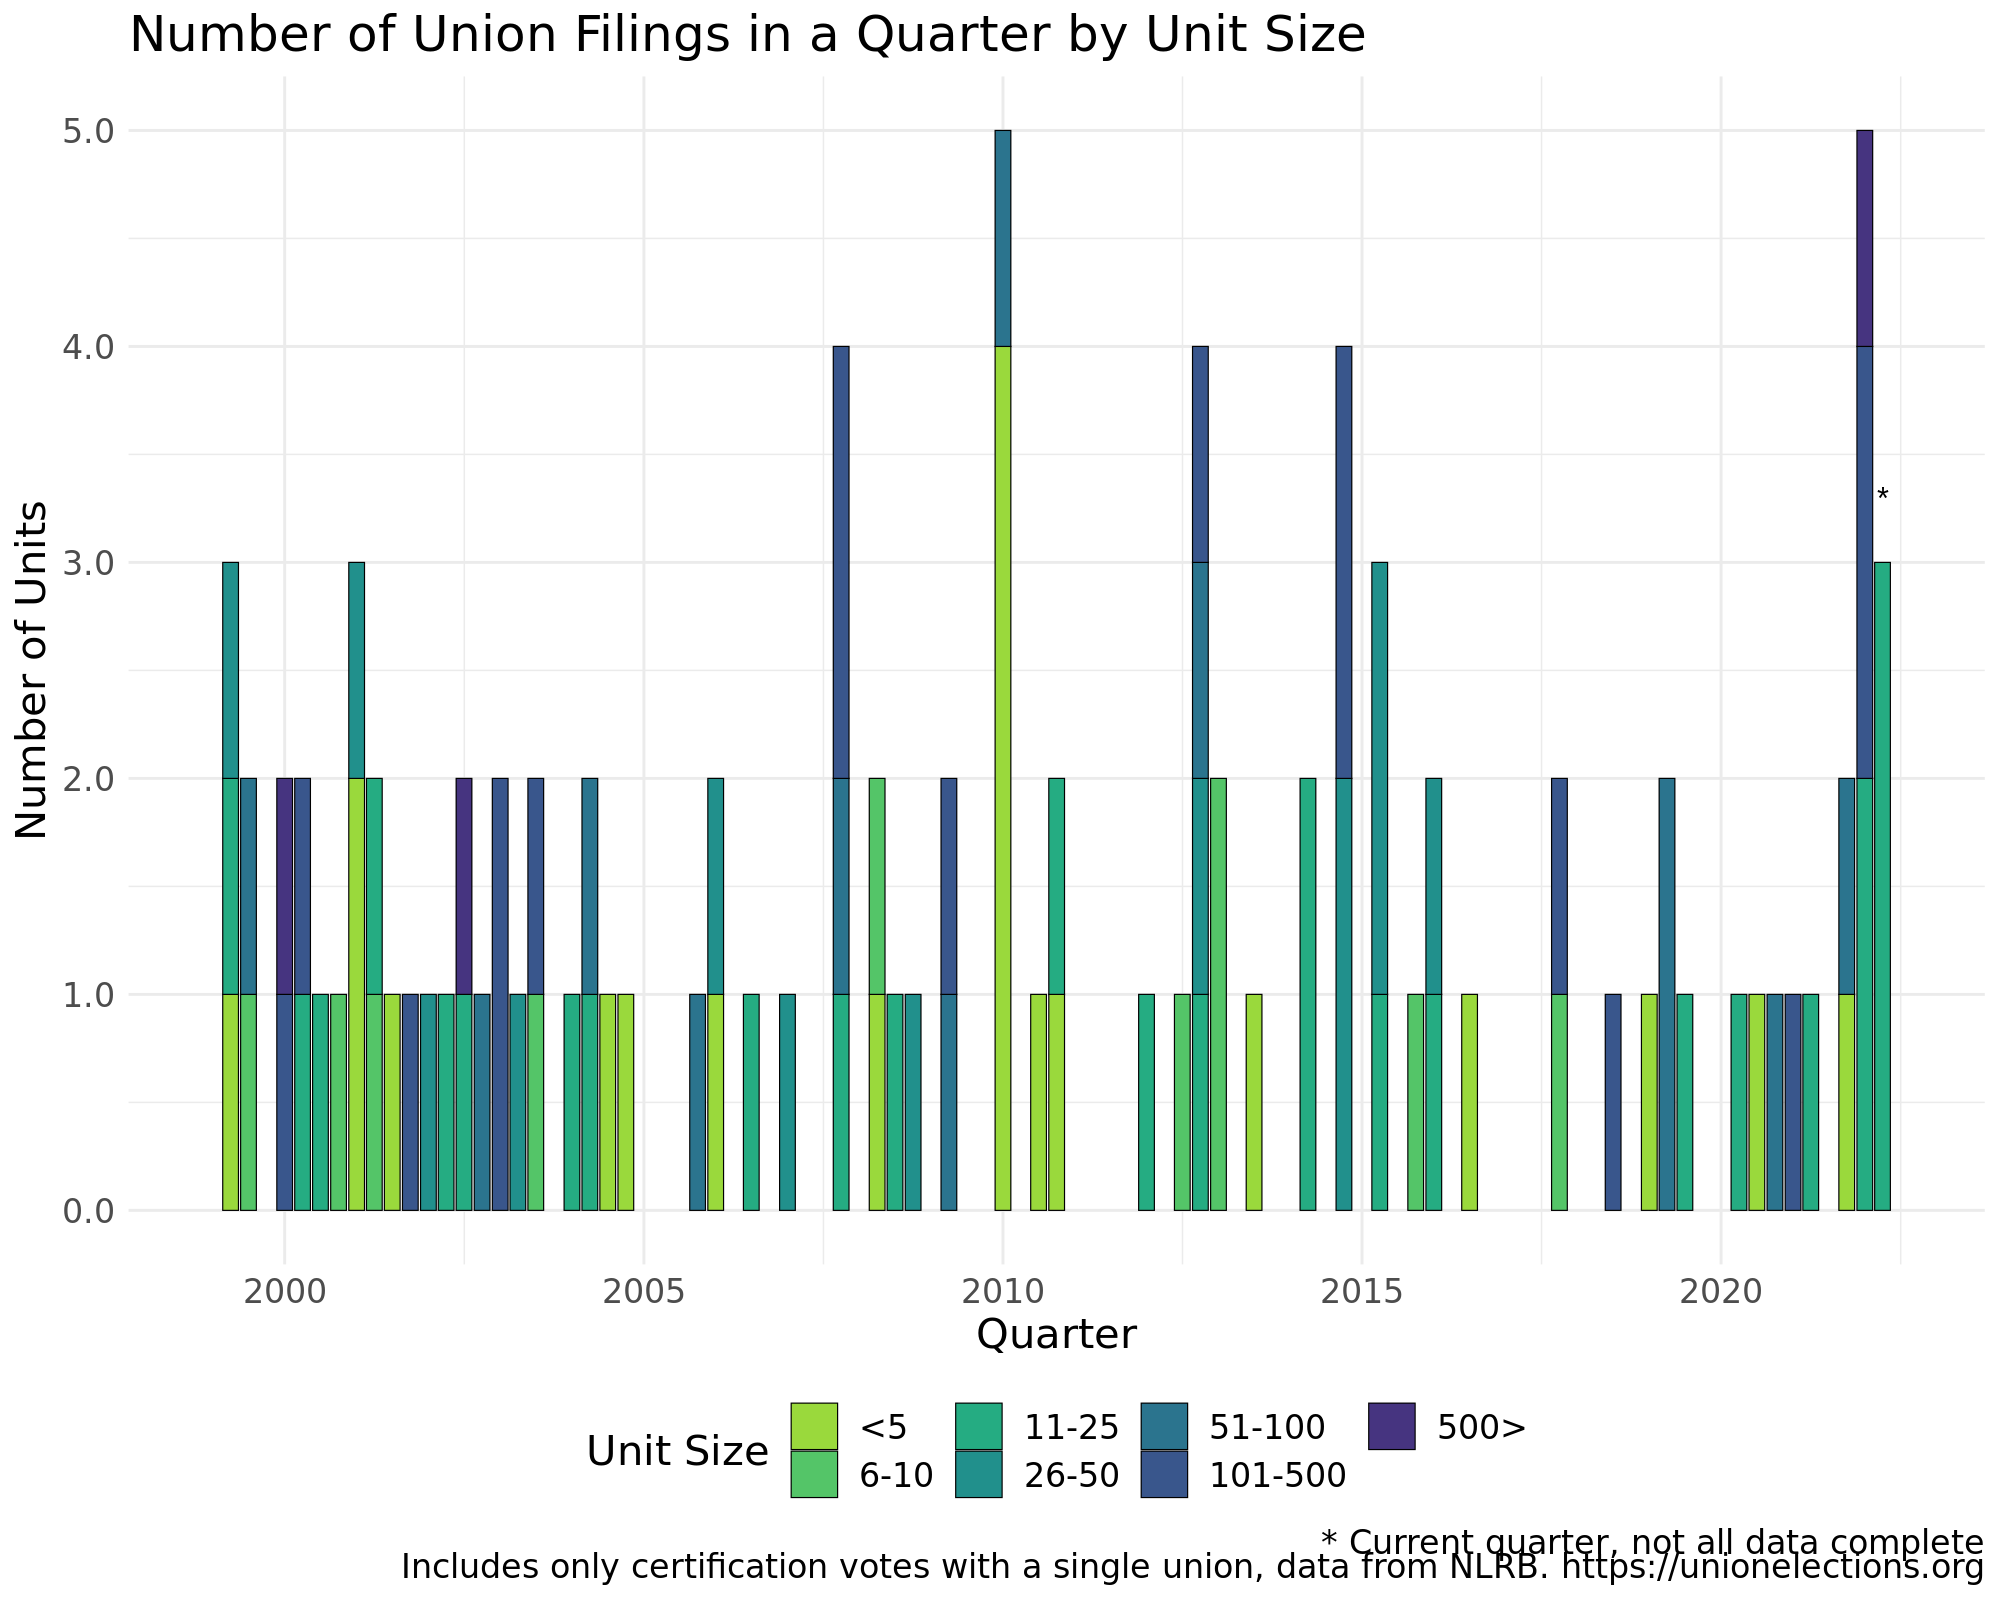 Number of Union Filings in a Quarter by Unit Size
Number of Units
5.0
4.0
3.0
2.0
1.0
0.0
*
2000 2005 2010 2015 2020
Quarter
Unit Size
<5 11-25 51-100 500>
6-10 26-50 101-500
* Current quarter, not all data complete
Includes only certification votes with a single union, data from NLRB. https://unionelections.org